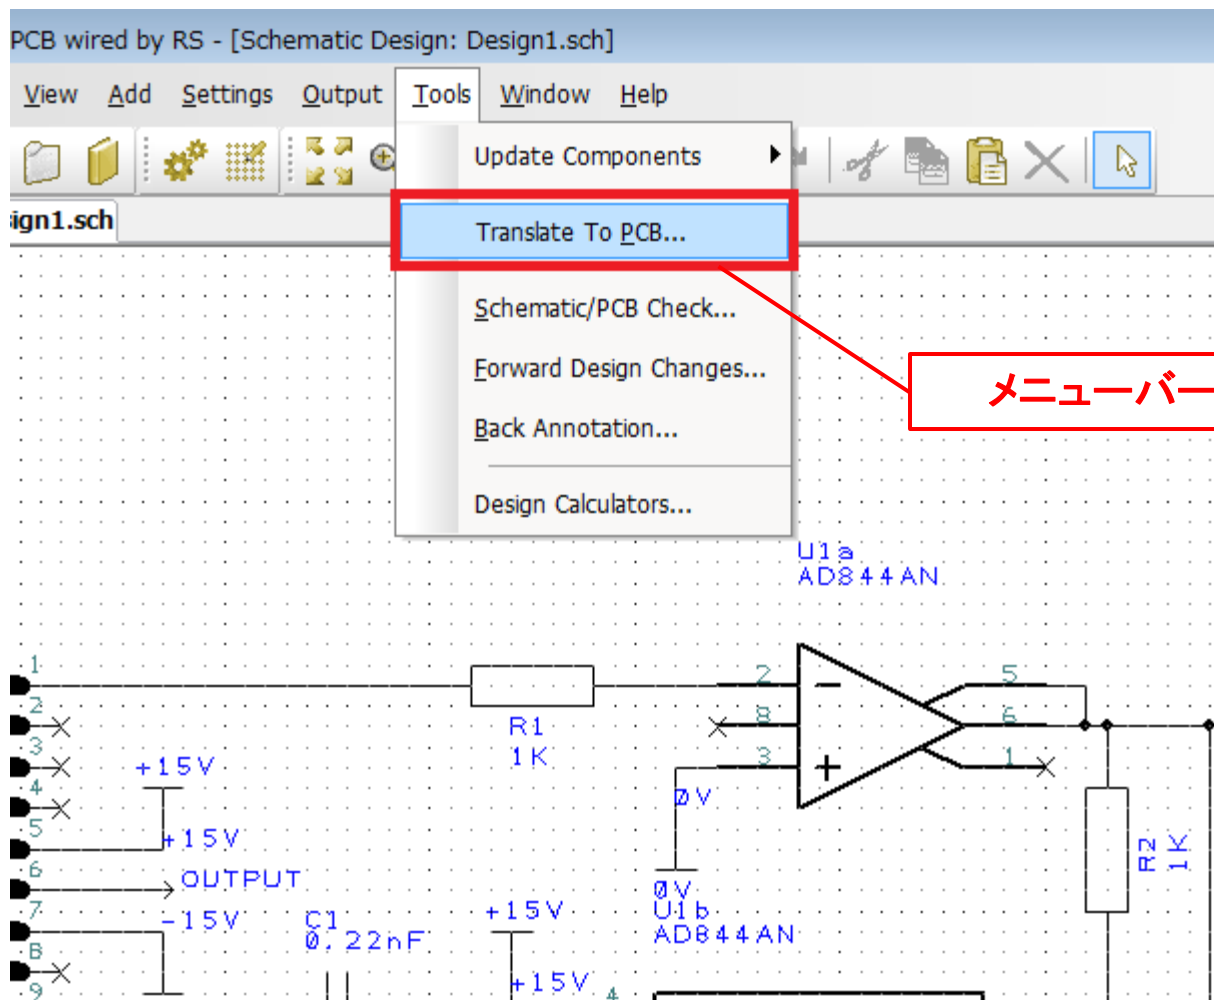 PCB wired by RS - [Schematic Design: Design1.sch]
View Add Settings Output Tools Window Help
Update Components
ign1.sch
Translate To PCB...
Schematic/PCB Check...
Forward Design Changes...
メニューバー
Back Annotation...
Design Calculators...
U1a
AD844AN
1
2
5
R1
1K
2
8
6
3
3
1
+15V
4
0V
5
+15V
R2
1K
6
OUTPUT
0V
7
-15V
C1
0.22nF
+15V
U1b
AD844AN
8
9
+15V
4